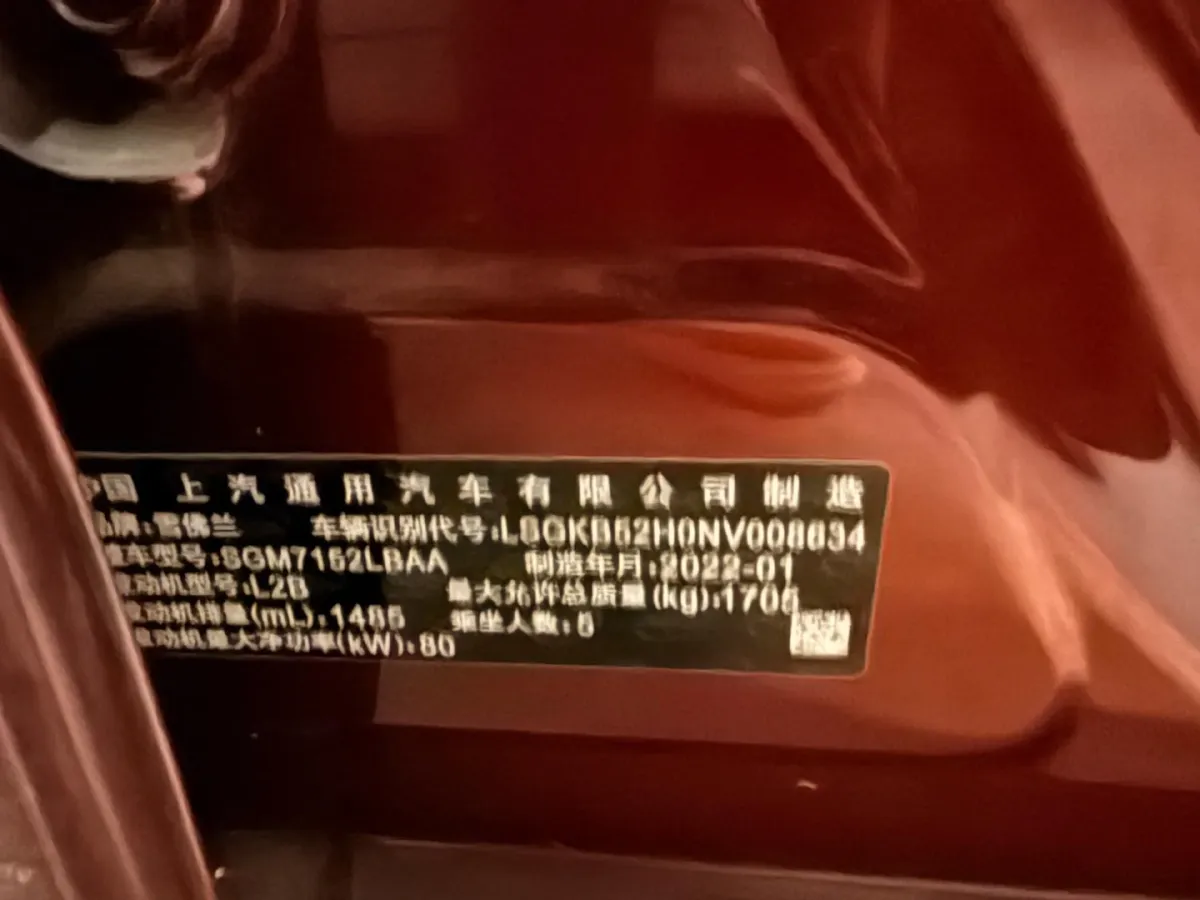 中国上汽通用汽车有限公司制造
品牌:雪佛兰 车辆识别代号:
整车型号:SGM7152LBAA 制造年月:2022-01
发动机型号:L2B 最大允许总质量(kg):
发动机排量(mL):1485 乘坐人数:5
发动机最大净功率(kW):80